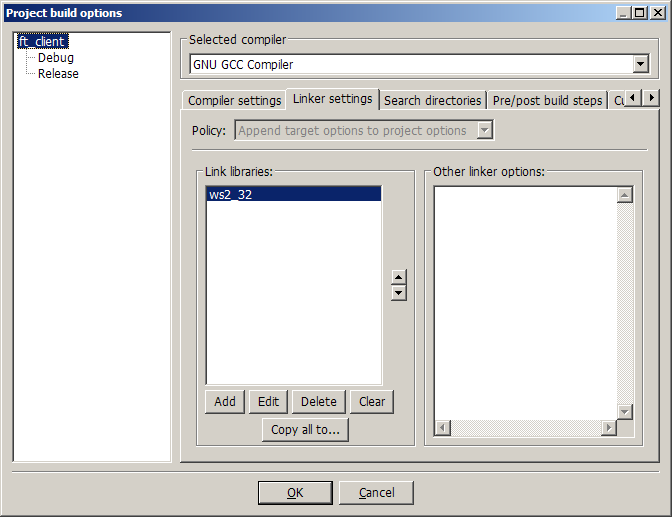 Project build options
ft_client
Debug
Release
Selected compiler
GNU GCC Compiler
Compiler settings Linker settings Search directories Pre/post build steps
Policy: Append target options to project options
Link libraries:
ws2_32
Add Edit Delete Clear
Copy all to...
Other linker options:
OK Cancel